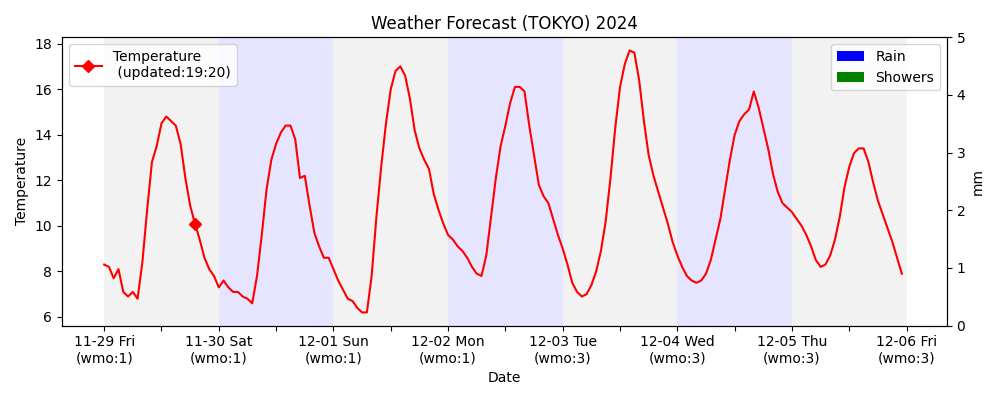 Weather Forecast (TOKYO) 2024
Temperature
(updated:19:20)
Rain
Showers
18
16
14
12
10
8
6
Temperature
5
4
3
2
1
0
mm
11-29 Fri
(wmo:1)
11-30 Sat
(wmo:1)
12-01 Sun
(wmo:1)
12-02 Mon
(wmo:1)
12-03 Tue
(wmo:3)
12-04 Wed
(wmo:3)
12-05 Thu
(wmo:3)
12-06 Fri
(wmo:3)
Date